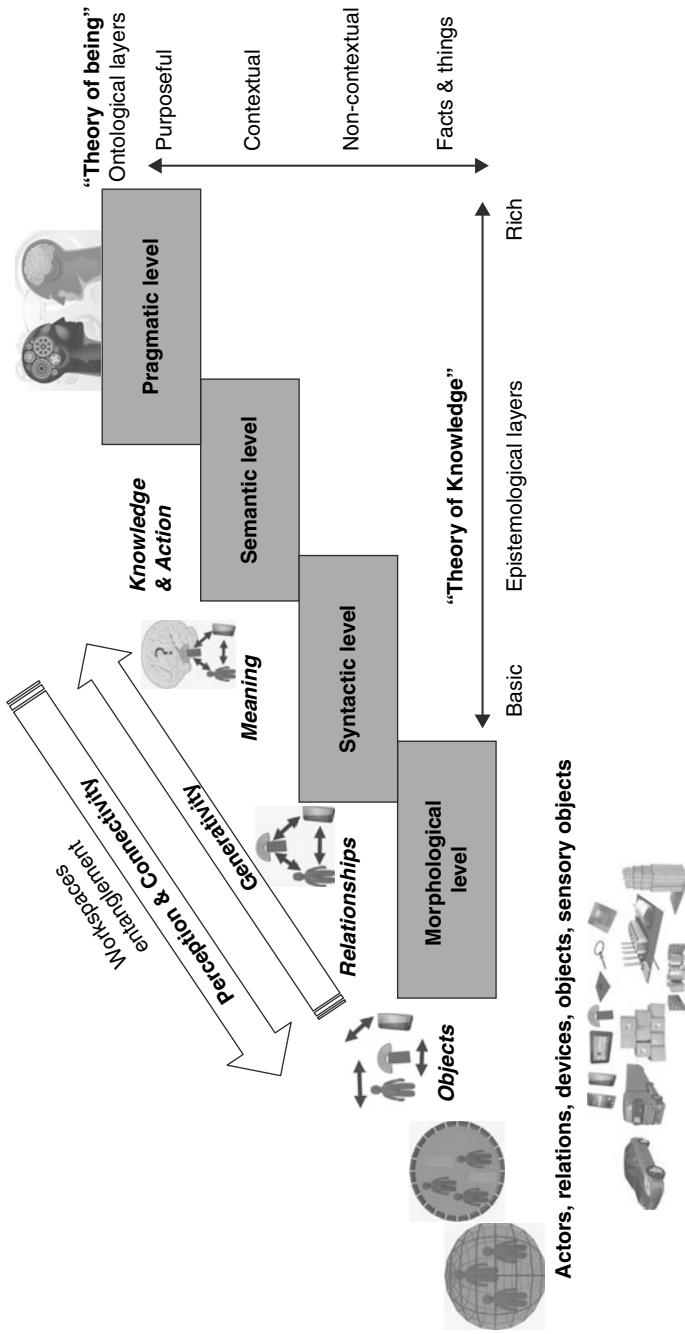 "Theory of being"
Ontological layers
Purposeful
Contextual
Non-contextual
Facts & things
Workspaces
entanglement
Perception & Connectivity
Generativity
Knowledge
& Action
Meaning
Relationships
Objects
Pragmatic level
Semantic level
Syntactic level
Morphological
level
"Theory of Knowledge"
Basic
Epistemological layers
Rich
Actors, relations, devices, objects, sensory objects
?